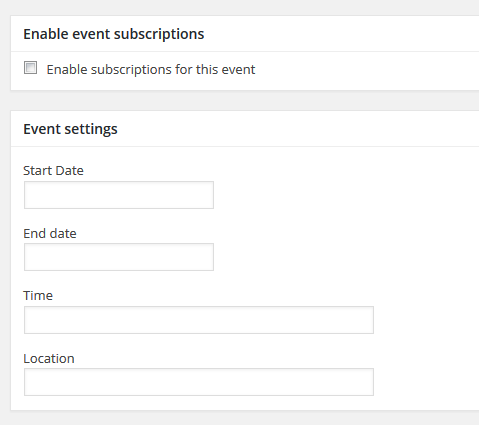 Enable event subscriptions
Enable subscriptions for this event
Event settings
Start Date
End date
Time
Location